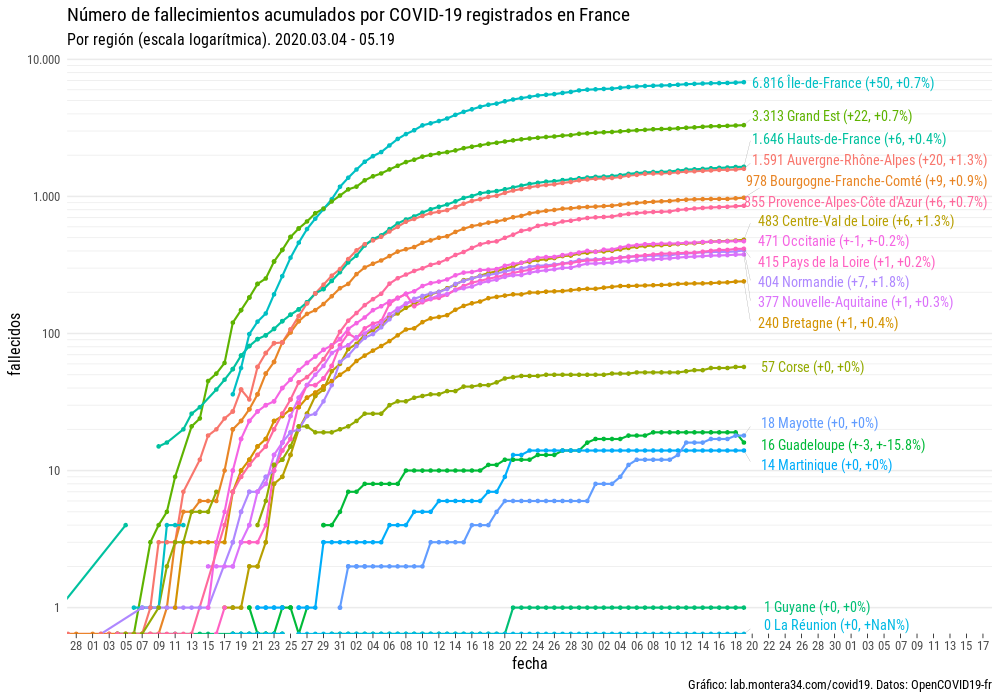 Número de fallecimientos acumulados por COVID-19 registrados en France
Por región (escala logarítmica). 2020.03.04 - 05.19
10.000
1.000
100
10
1
fallecidos
6.816 Île-de-France (+50, +0.7%)
3.313 Grand Est (+22, +0.7%)
1.646 Hauts-de-France (+6, +0.4%)
1.591 Auvergne-Rhône-Alpes (+20, +1.3%)
978 Bourgogne-Franche-Comté (+9, +0.9%)
855 Provence-Alpes-Côte d'Azur (+6, +0.7%)
483 Centre-Val de Loire (+6, +1.3%)
471 Occitanie (+-1, +-0.2%)
415 Pays de la Loire (+1, +0.2%)
404 Normandie (+7, +1.8%)
377 Nouvelle-Aquitaine (+1, +0.3%)
240 Bretagne (+1, +0.4%)
57 Corse (+0, +0%)
18 Mayotte (+0, +0%)
16 Guadeloupe (+-3, +-15.8%)
14 Martinique (+0, +0%)
1 Guyane (+0, +0%)
0 La Réunion (+0, +NaN%)
28 01 03 05 07 09 11 13 15 17 19 21 23 25 27 29 31 02 04 06 08 10 12 14 16 18 20 22 24 26 28 30 02 04 06 08 10 12 14 16 18 20 22 24 26 28 30 01 03 05 07 09 11 13 15 17
fecha
Gráfico: lab.montera34.com/covid19. Datos: OpenCOVID19-fr